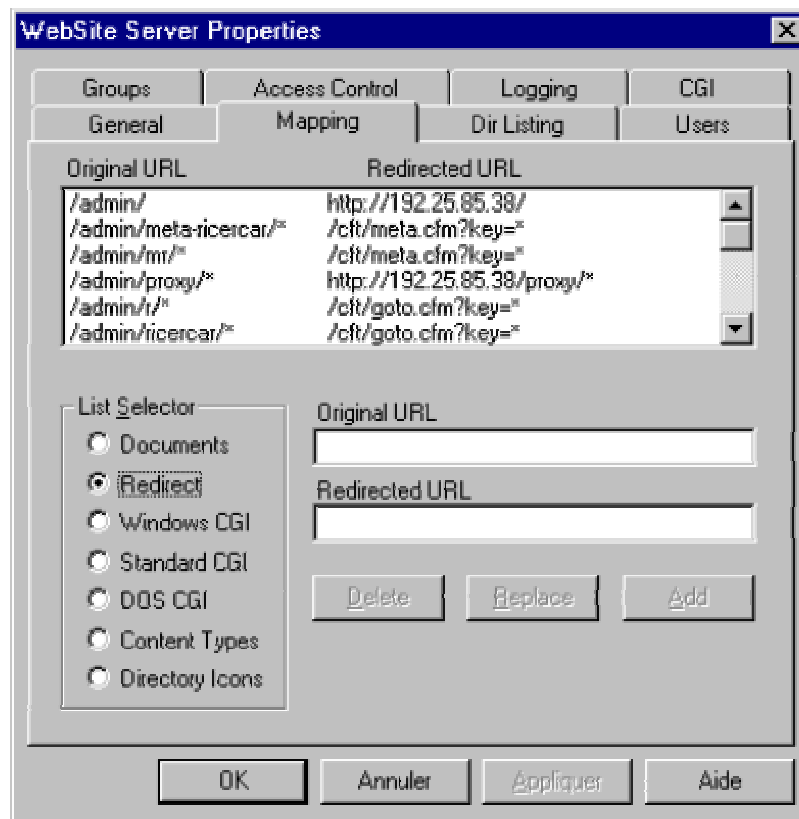 WebSite Server Properties
Groups Access Control Logging CGI
General Mapping Dir Listing Users
Original URL Redirected URL
/admin/ http://192.25.85.38/
/admin/meta-ricercar/* /cft/meta.cfm?key=*
/admin/mr/* /cft/meta.cfm?key=*
/admin/proxy/* http://192.25.85.38/proxy/*
/admin/r/* /cft/goto.cfm?key=*
/admin/ricercar/* /cft/goto.cfm?key=*
List Selector
Documents
Redirect
Windows CGI
Standard CGI
DOS CGI
Content Types
Directory Icons
Original URL
Redirected URL
Delete Replace Add
OK Annuler Appliquer Aide